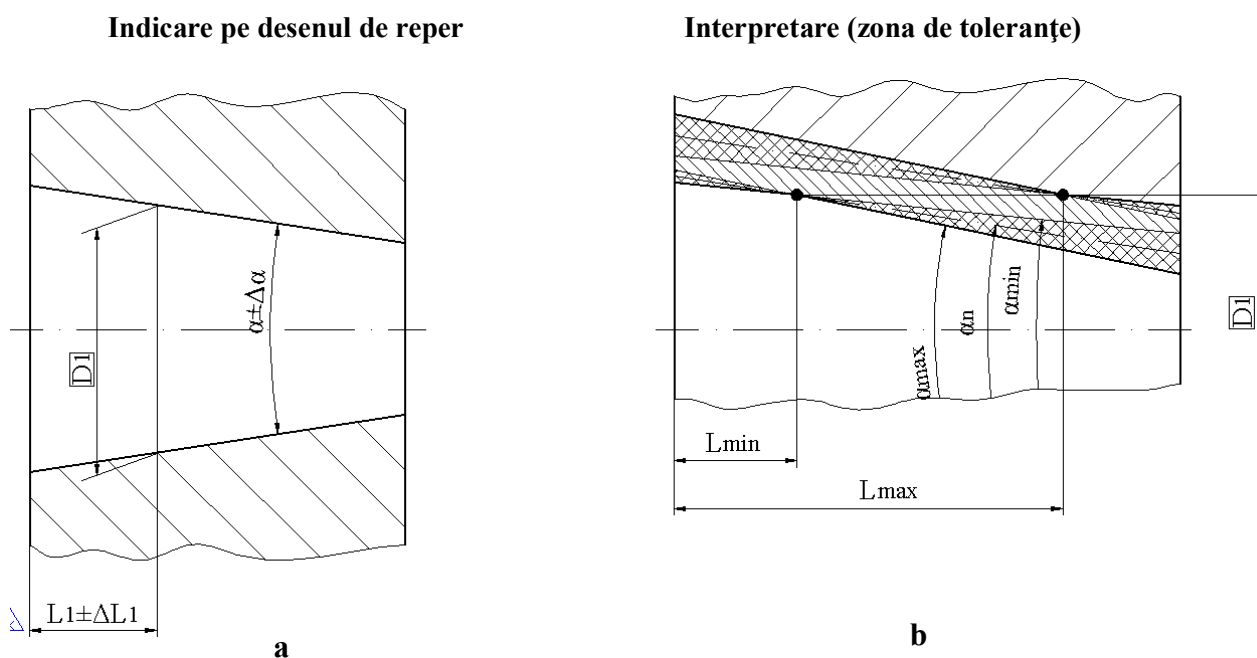 Indicare pe desenul de reper
Interpretare (zona de toleranţe)
α±Δα
D1
L1±ΔL1
a
αmax
αn
αmin
D1
Lmin
Lmax
b